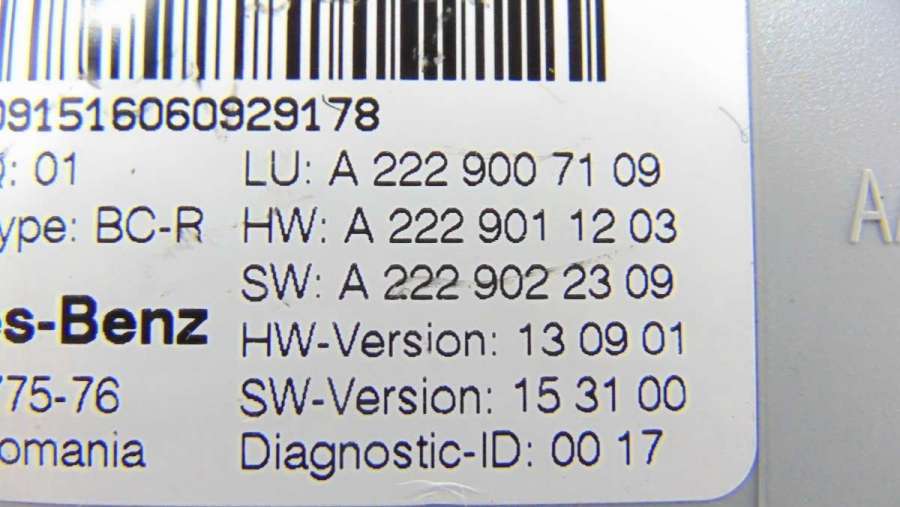 091516060929178
: 01 LU: A 222 900 71 09
ype: BC-R HW: A 222 901 12 03
SW: A 222 902 23 09
es-Benz
HW-Version: 13 09 01
775-76 SW-Version: 15 31 00
omania Diagnostic-ID: 00 17
A